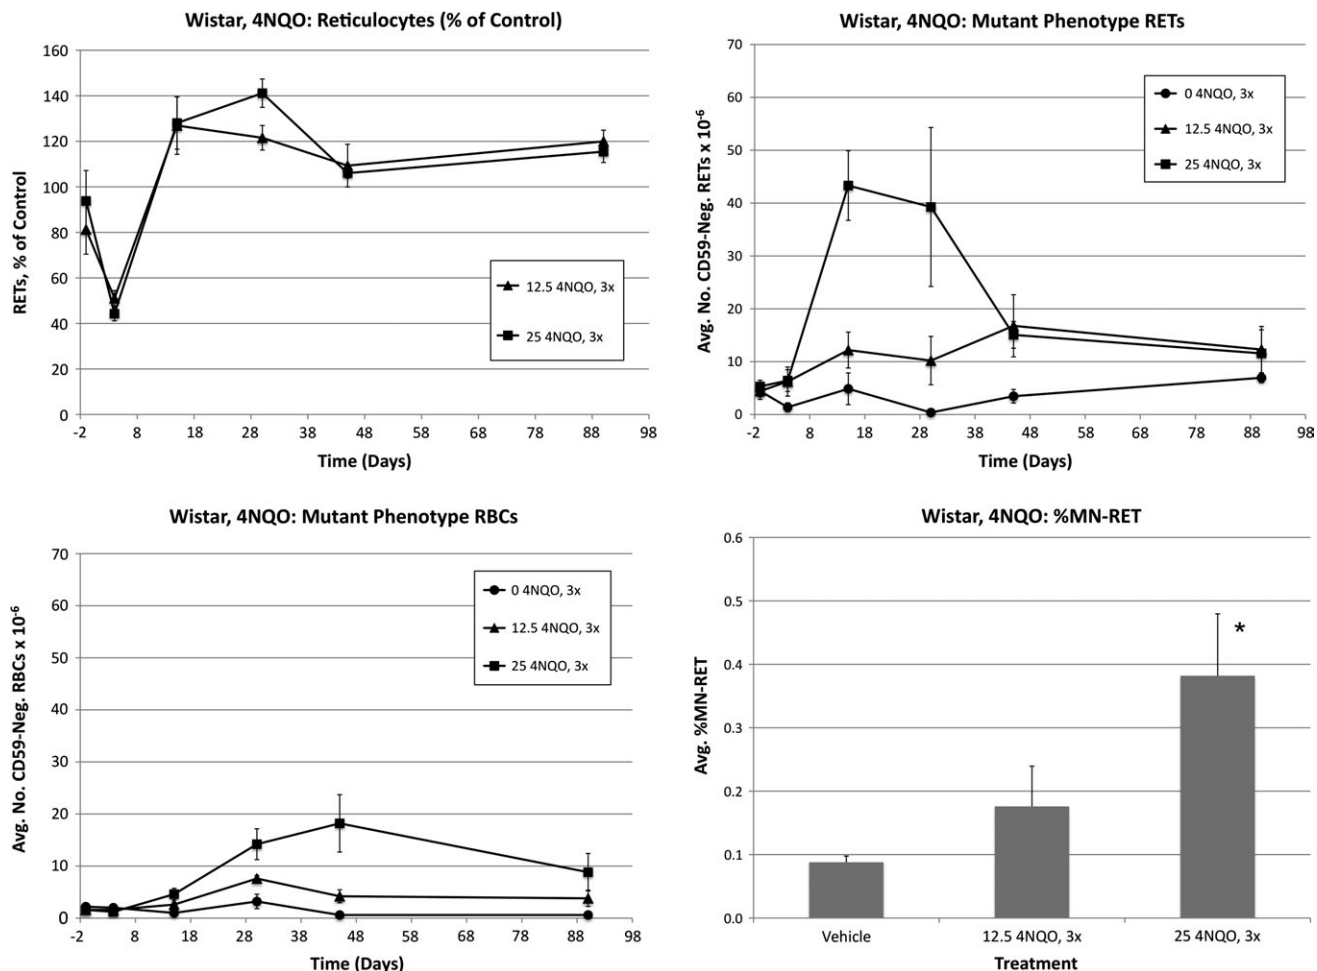 Wistar, 4NQO: Reticulocytes (% of Control)
160
140
120
100
80
60
40
20
0
RETs, % of Control
12.5 4NQO, 3x
25 4NQO, 3x
-2 8 18 28 38 48 58 68 78 88 98
Time (Days)
Wistar, 4NQO: Mutant Phenotype RETs
70
60
50
40
30
20
10
0
Avg. No. CD59-Neg. RETs x 10⁻⁶
0 4NQO, 3x
12.5 4NQO, 3x
25 4NQO, 3x
-2 8 18 28 38 48 58 68 78 88 98
Time (Days)
Wistar, 4NQO: Mutant Phenotype RBCs
70
60
50
40
30
20
10
0
Avg. No. CD59-Neg. RBCs x 10⁻⁶
0 4NQO, 3x
12.5 4NQO, 3x
25 4NQO, 3x
-2 8 18 28 38 48 58 68 78 88 98
Time (Days)
Wistar, 4NQO: %MN-RET
0.6
0.5
0.4
0.3
0.2
0.1
0.0
Avg. %MN-RET
*
Vehicle 12.5 4NQO, 3x 25 4NQO, 3x
Treatment